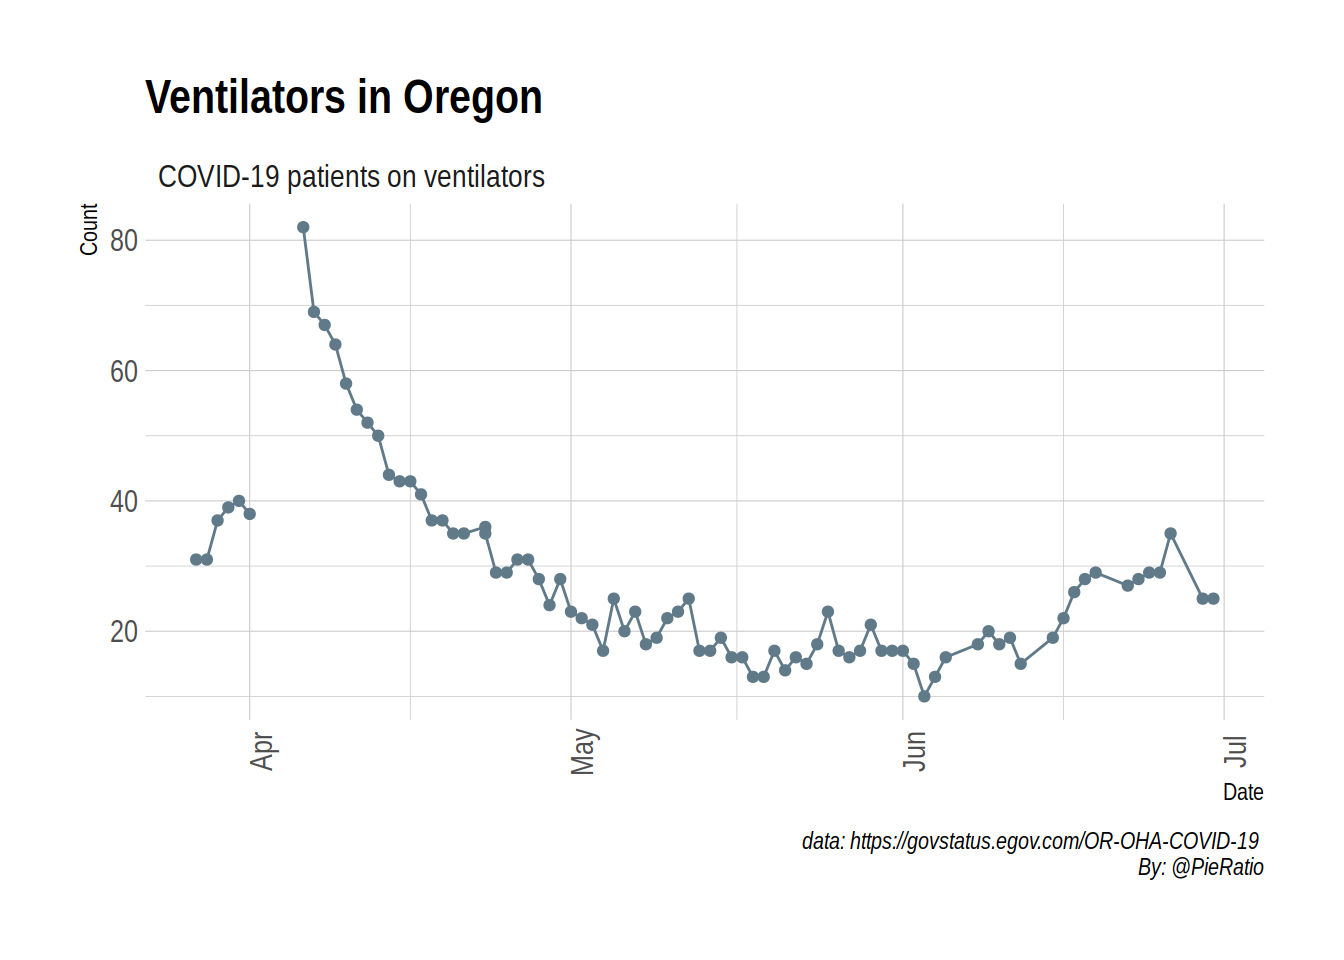 Ventilators in Oregon
COVID-19 patients on ventilators
Count
80
60
40
20
Apr
May
Jun
Jul
Date
data: https://govstatus.egov.com/OR-OHA-COVID-19
By: @PieRatio